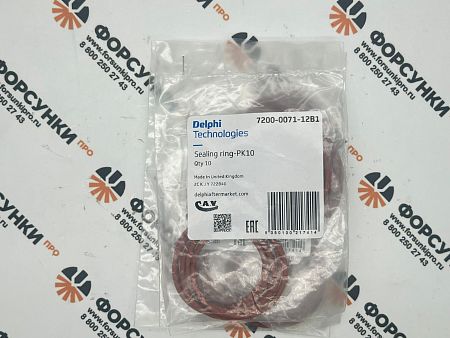 Delphi
Technologies
7200-0071-12B1
Sealing ring-PK10
Qty 10
Made In United Kingdom
delphiaftermarket.com
C.A.V.
EAC
ФОРСУНКИ ПРО
www.forsunkipro.ru
8 800 250 27 43